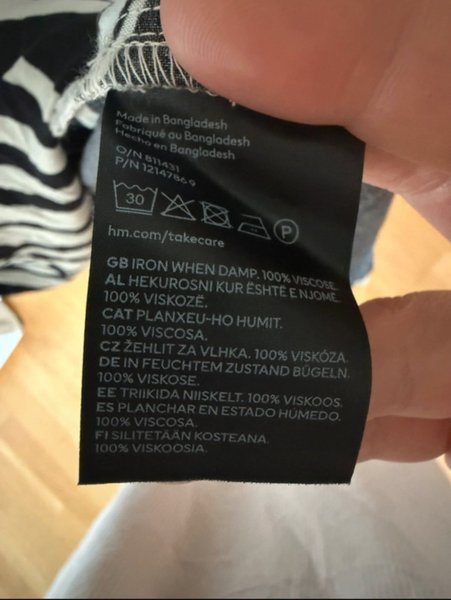 Made in Bangladesh
Fabriqué au Bangladesh
Hecho en Bangladesh
O/N 811431
P/N 12147869
30
P
hm.com/takecare
GB IRON WHEN DAMP. 100% VISCOSE.
AL HEKUROSNI KUR ËSHTË E NJOMË.
100% VISKOZË.
CAT PLANXEU-HO HUMIT.
100% VISCOSA.
CZ ŽEHLIT ZA VLHKA. 100% VISKÓZA.
DE IN FEUCHTEM ZUSTAND BÜGELN.
100% VISKOSE.
EE TRIIKIDA NIISKELT. 100% VISKOOS.
ES PLANCHAR EN ESTADO HÚMEDO.
100% VISCOSA.
FI SILITETÄÄN KOSTEANA.
100% VISKOOSIA.